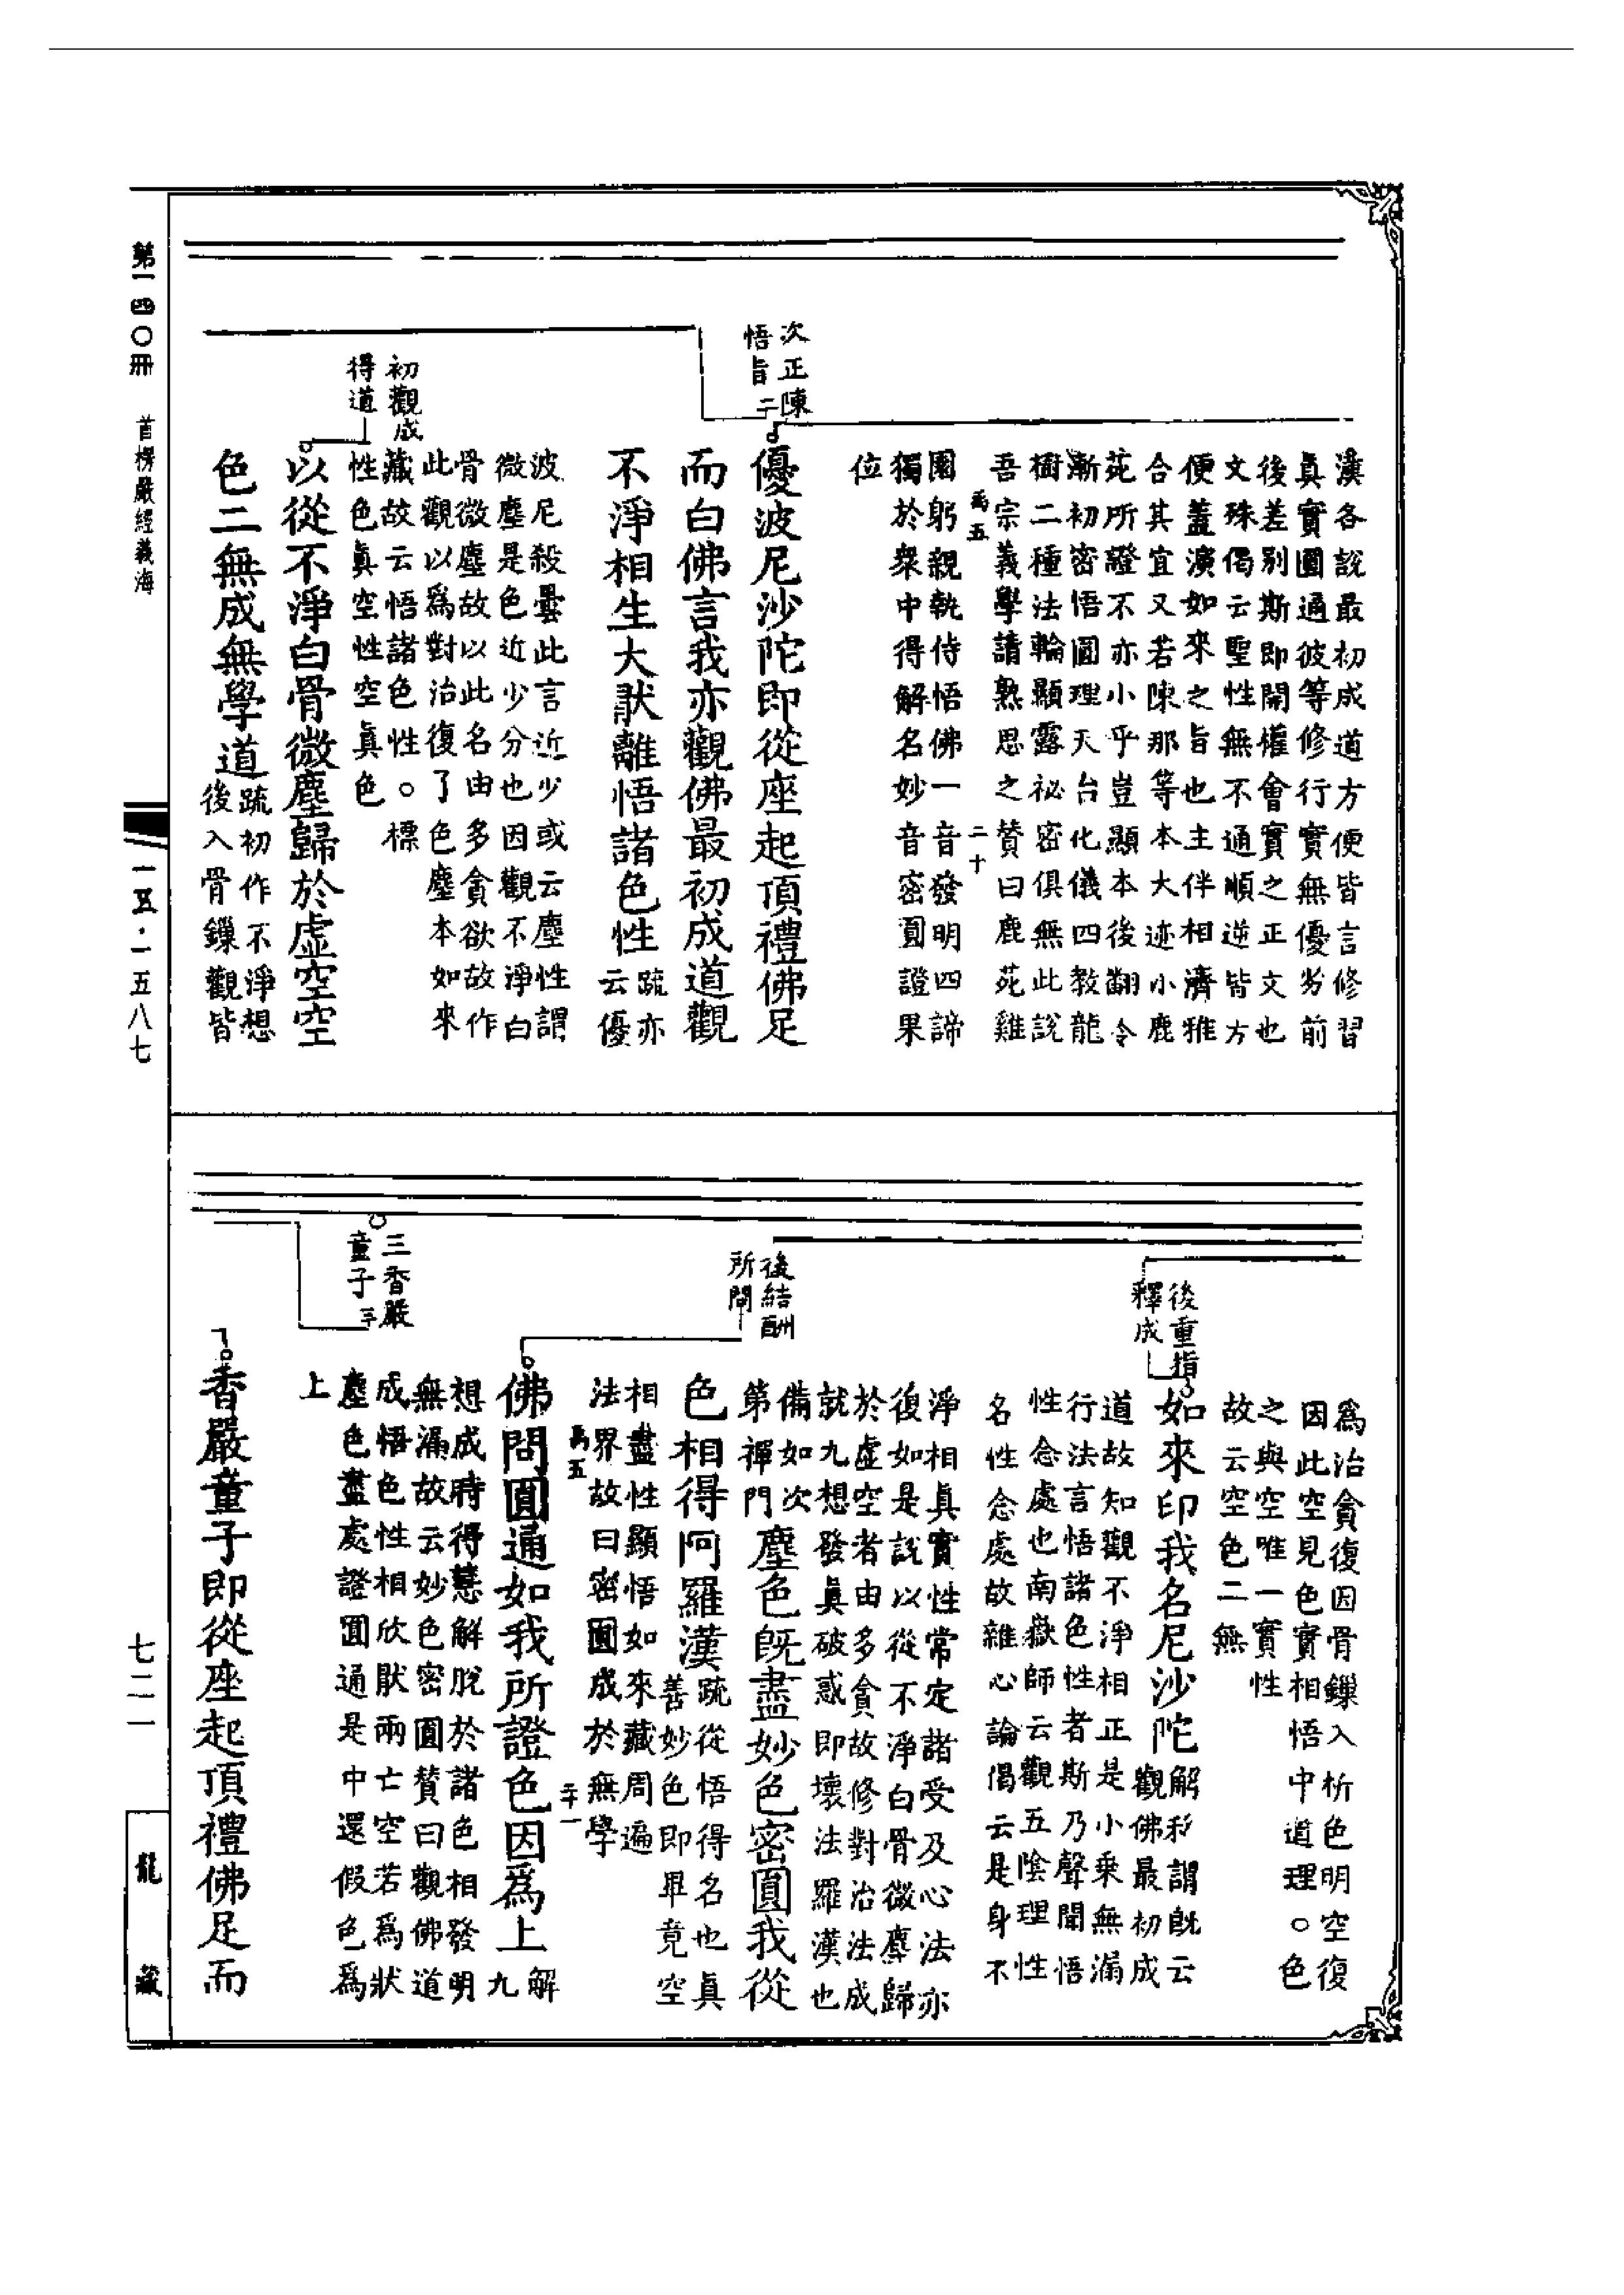 漢各說最初成道方便皆言修習
眞實圓通彼等修行實無優劣前
後差別斯即開權會實之正文也
文殊偈云聖性無不通順逆皆方
便蓋演如來之旨也主伴相濟雅
合其宜又若陳那等本大迹小鹿
苑所證不亦小乎豈顯本後翻令
漸初密悟圓理天台化儀四教龍
樹二種法輪顯露祕密俱無此說
吾宗義學請熟思之贊曰鹿苑雞
禹五
二十
園躬親執侍悟佛一音發明四諦
獨於衆中得解名妙音密圓證果
位
次正陳
悟旨二
優波尼沙陀即從座起頂禮佛足
而白佛言我亦觀佛最初成道觀
不淨相生大猒離悟諸色性
疏亦
云優
波尼殺曇此言近少或云塵性謂
微塵是色近少分也因觀不淨白
骨微塵故以此名由多貪欲故作
此觀以爲對治復了色塵本如來
藏故云悟諸色性。標
性色眞空性空眞色
初觀成
得道
以從不淨白骨微塵歸於虛空空
色二無成無學道
疏初作不淨想
後入骨鏁觀皆
爲治貪復因骨鏁入析色明空復
因此空見色實相悟中道理。色
之與空唯一實性
故云空色二無
後重指
釋成
如來印我名尼沙陀
解彰謂旣云
觀佛最初成
道故知觀不淨相正是小乘無漏
行法言悟諸色性者斯乃聲聞悟
性念處也南嶽師云觀五陰理性
名性念處故雜心論偈云是身不
淨相眞實性常定諸受及心法亦
復如是說以從不淨白骨微塵歸
於虛空者由多貪故修對治法成
就九想發眞破惑即壞法羅漢也
備如次
第禪門
塵色旣盡妙色密圓我從
色相得阿羅漢
疏從悟得名也眞
善妙色即畢竟空
相盡性顯悟如來藏周遍
法界故曰密圓成於無學
禹五
二十一
後結酬
所問
佛問圓通如我所證色因爲上
解
九
想成時得慧解脫於諸色相發明
無漏故云妙色密圓贊曰觀佛道
成悟色性相欣猒兩亡空若爲狀
塵色盡處證圓通是中還假色爲
上
三香嚴
童子三
香嚴童子即從座起頂禮佛足而
第一四〇冊
首楞嚴經義海
一五·一五八七
七二一
龍藏